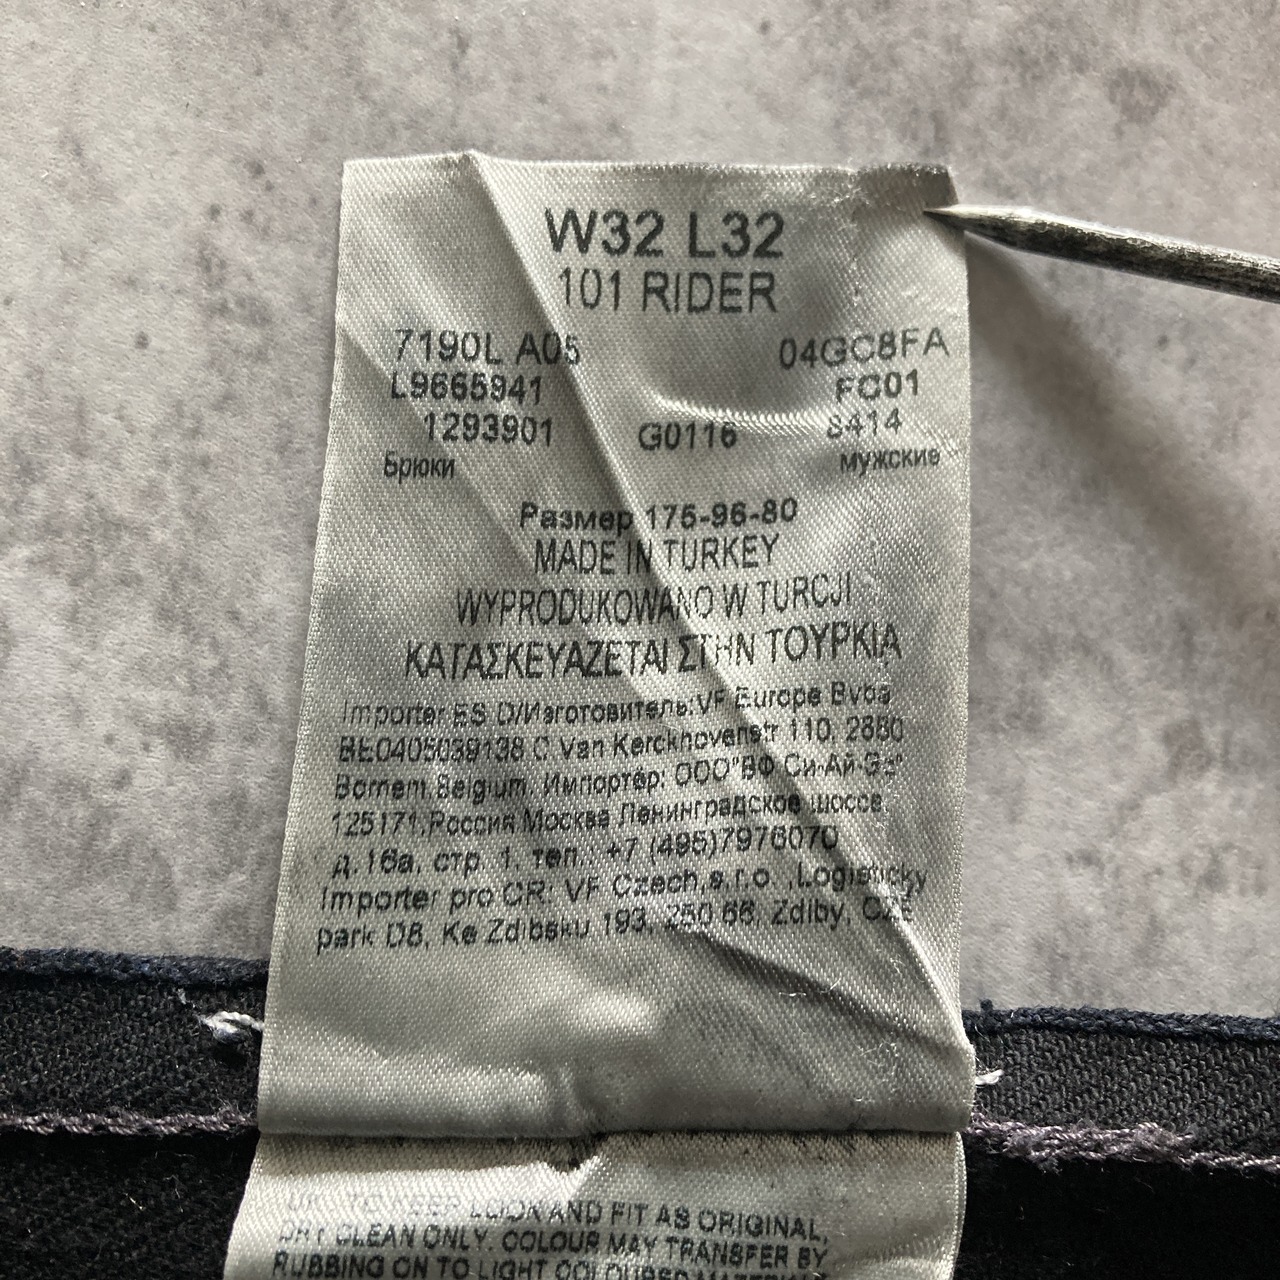 W32 L32
101 RIDER
7190L A05 04GC8FA
L9665941 FC01
1293901 G0116 8414
Брюки мужские
Размер 175-96-80
MADE IN TURKEY
WYPRODUKOWANO W TURCJI
ΚΑΤΑΣΚΕΥΑΖΕΤΑΙ ΣΤΗΝ ΤΟΥΡΚΙΑ
Importer ES D/Изготовитель:VF Europe Bvba
BE0405039138 C Van Kerckhovenstr 110, 2880
Bornem,Belgium, Импортёр: ООО"ВФ Си-Ай-Эс"
125171,Россия Москва Ленинградское шоссе,
д.16а, стр. 1, тел.: +7 (495)7976070
Importer pro CR: VF Czech,s.r.o. ,Logisticky
park D8, Ke Zdibsku 193, 250 66, Zdiby, CZE
TO KEEP LOOK AND FIT AS ORIGINAL,
DRY CLEAN ONLY. COLOUR MAY TRANSFER BY
RUBBING ON TO LIGHT COLOURED